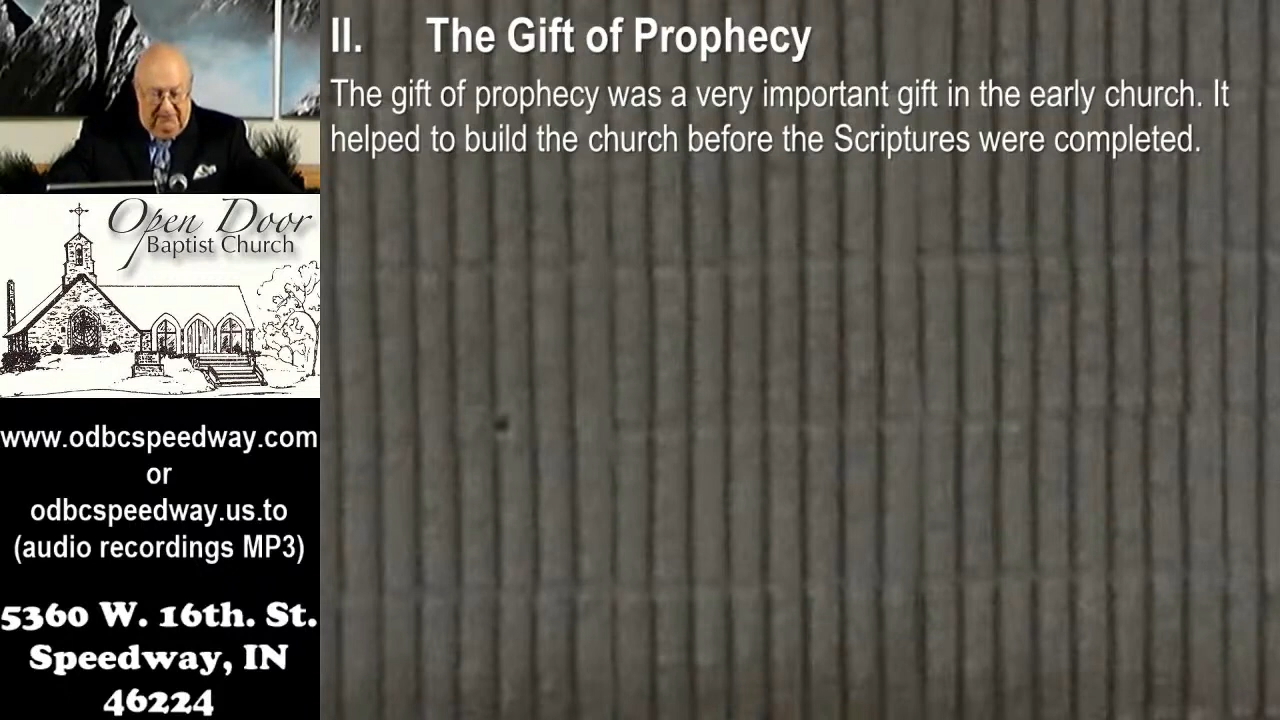 II. The Gift of Prophecy
The gift of prophecy was a very important gift in the early church. It
helped to build the church before the Scriptures were completed.
Open Door
Baptist Church
www.odbcspeedway.com
or
odbcspeedway.us.to
(audio recordings MP3)
5360 W. 16th. St.
Speedway, IN
46224